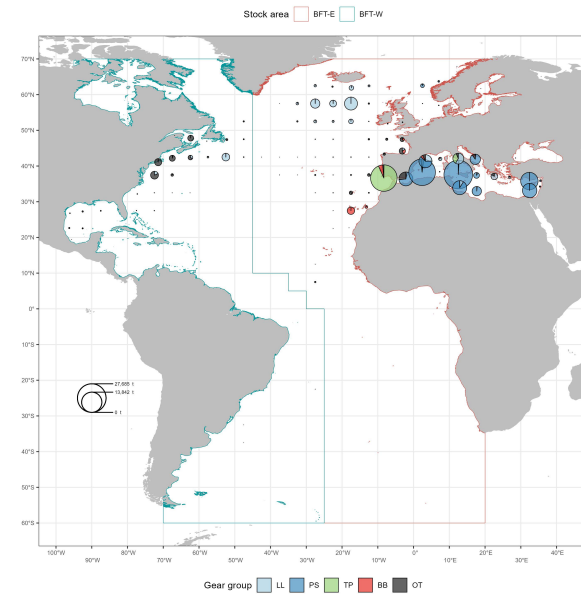 Stock area BFT-E BFT-W
70°N
60°N
50°N
40°N
30°N
20°N
10°N
0°
10°S
20°S
30°S
40°S
50°S
60°S
27,685 t
13,842 t
0 t
100°W 90°W 80°W 70°W 60°W 50°W 40°W 30°W 20°W 10°W 0° 10°E 20°E 30°E 40°E
Gear group LL PS TP BB OT